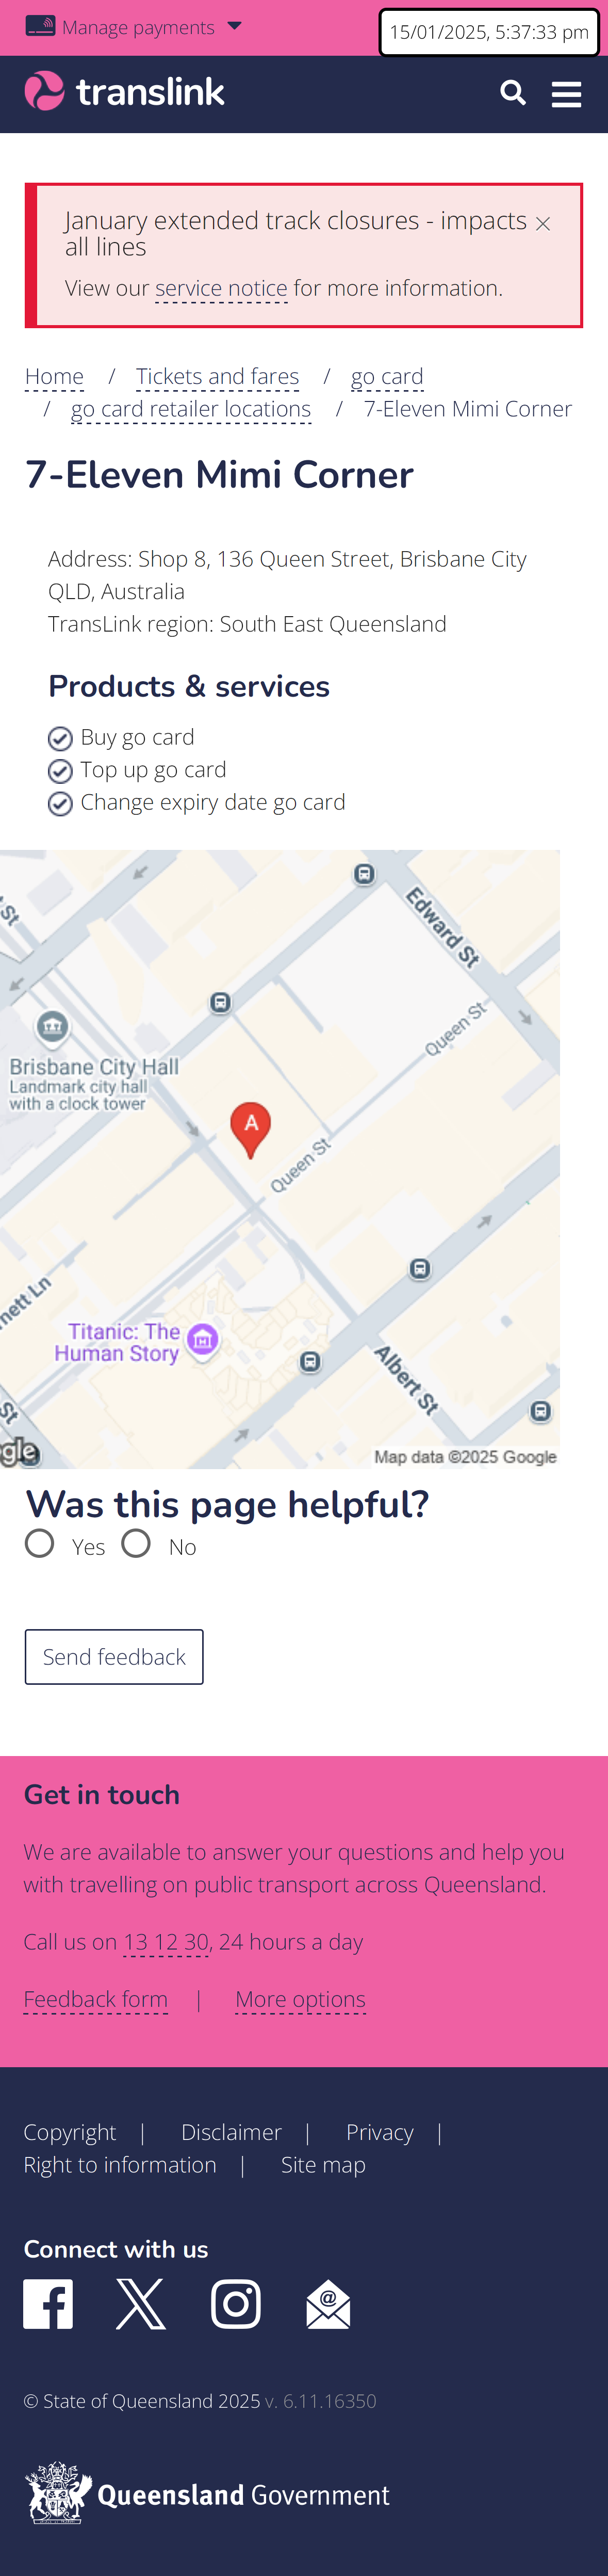 Manage payments
15/01/2025, 5:37:33 pm
translink
January extended track closures - impacts
all lines
View our service notice for more information.
Home / Tickets and fares / go card
/ go card retailer locations / 7-Eleven Mimi Corner
7-Eleven Mimi Corner
Address: Shop 8, 136 Queen Street, Brisbane City
QLD, Australia
TransLink region: South East Queensland
Products & services
Buy go card
Top up go card
Change expiry date go card
St
Edward St
Queen St
Brisbane City Hall
Landmark city hall
with a clock tower
A
Queen St
nett Ln
Titanic: The
Human Story
Albert St
St
gle
Map data ©2025 Google
Was this page helpful?
Yes No
Send feedback
Get in touch
We are available to answer your questions and help you
with travelling on public transport across Queensland.
Call us on 13 12 30, 24 hours a day
Feedback form | More options
Copyright | Disclaimer | Privacy |
Right to information | Site map
Connect with us
© State of Queensland 2025 v. 6.11.16350
Queensland Government